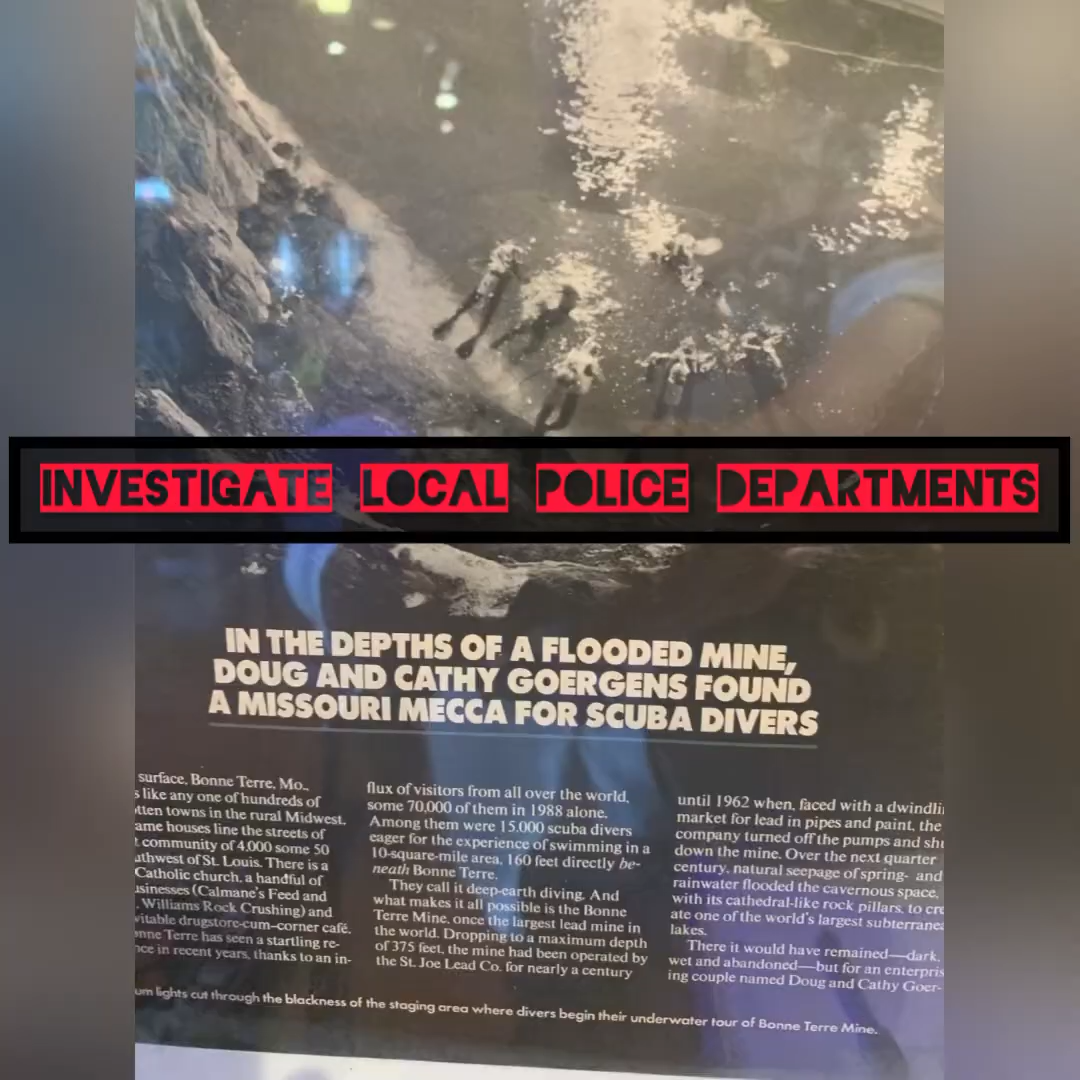 INVESTIGATE LOCAL POLICE DEPARTMENTS
IN THE DEPTHS OF A FLOODED MINE,
DOUG AND CATHY GOERGENS FOUND
A MISSOURI MECCA FOR SCUBA DIVERS
surface, Bonne Terre, Mo.,
like any one of hundreds of
towns in the rural Midwest.
houses line the streets of
community of 4,000 some 50
of St. Louis. There is a
Catholic church, a handful of
(Calmane's Feed and
Williams Rock Crushing) and
drugstore-cum-corner café.
Terre has seen a startling re-
in recent years, thanks to an in-
flux of visitors from all over the world,
some 70,000 of them in 1988 alone.
Among them were 15,000 scuba divers
eager for the experience of swimming in a
10-square-mile area, 160 feet directly be-
neath Bonne Terre.
They call it deep-earth diving. And
what makes it all possible is the Bonne
Terre Mine, once the largest lead mine in
the world. Dropping to a maximum depth
of 375 feet, the mine had been operated by
the St. Joe Lead Co. for nearly a century
until 1962 when, faced with a dwindli
market for lead in pipes and paint, the
company turned off the pumps and shu
down the mine. Over the next quarter
century, natural seepage of spring- and
rainwater flooded the cavernous space,
with its cathedral-like rock pillars, to cre
ate one of the world's largest subterranea
lakes.
There it would have remained—dark,
wet and abandoned—but for an enterpris
ing couple named Doug and Cathy Goer-
um lights cut through the blackness of the staging area where divers begin their underwater tour of Bonne Terre Mine.